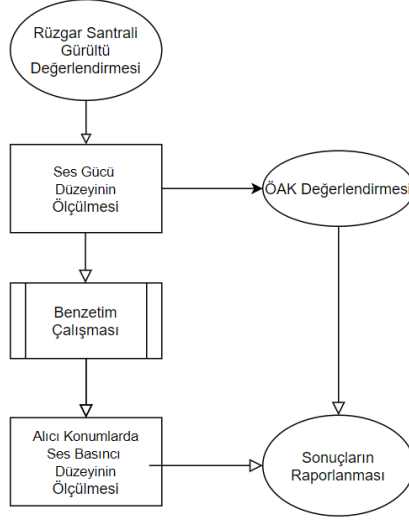 Rüzgar Santrali
Gürültü
Değerlendirmesi
Ses Gücü
Düzeyinin
Ölçülmesi
ÖAK Değerlendirmesi
Benzetim
Çalışması
Alıcı Konumlarda
Ses Basıncı
Düzeyinin
Ölçülmesi
Sonuçların
Raporlanması